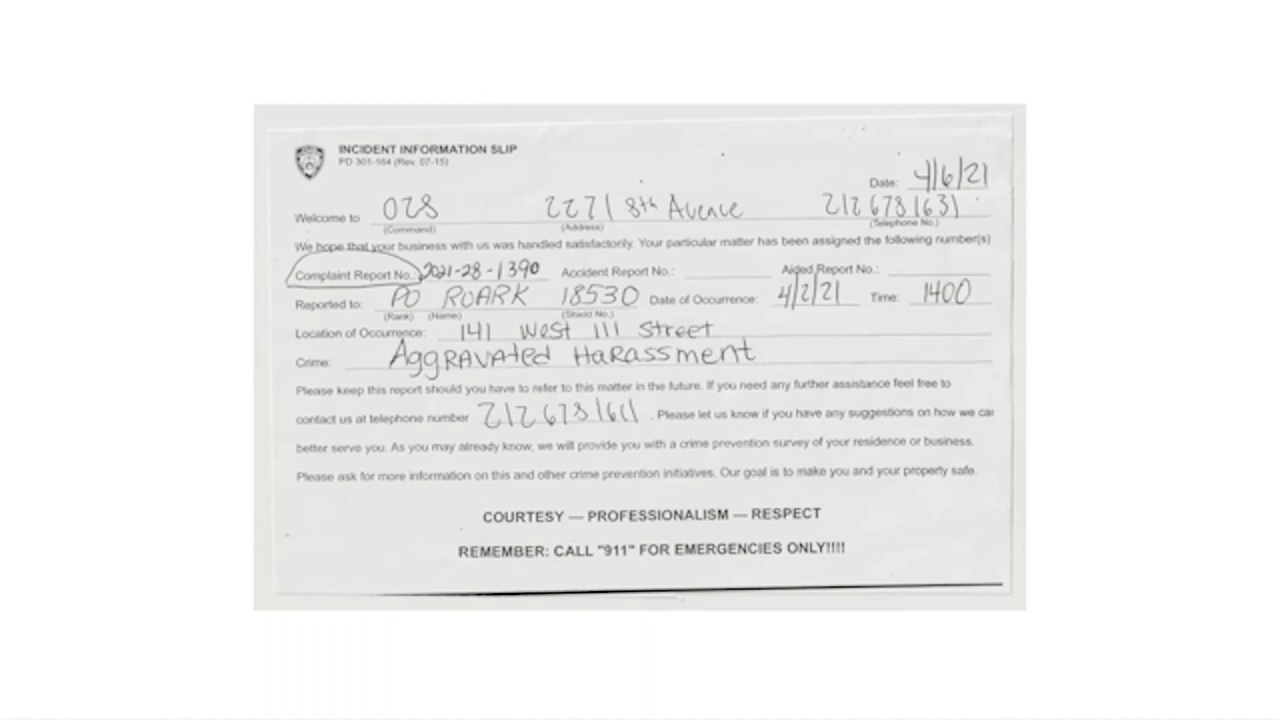 INCIDENT INFORMATION SLIP
PD 301-164 (Rev. 07-15)
Date: 4/6/21
Welcome to 028 2271 8th Avenue 212 678 1631
(Command) (Address) (Telephone No.)
We hope that your business with us was handled satisfactorily. Your particular matter has been assigned the following number(s)
Complaint Report No.: 2021-28-1390 Accident Report No.: Aided Report No.:
Reported to: PO ROARK 18530 Date of Occurrence: 4/2/21 Time: 1400
(Rank) (Name) (Shield No.)
Location of Occurrence: 141 West 111 Street
Crime: Aggravated Harassment
Please keep this report should you have to refer to this matter in the future. If you need any further assistance feel free to
contact us at telephone number 212 678 1611. Please let us know if you have any suggestions on how we can
better serve you. As you may already know, we will provide you with a crime prevention survey of your residence or business.
Please ask for more information on this and other crime prevention initiatives. Our goal is to make you and your property safe.
COURTESY — PROFESSIONALISM — RESPECT
REMEMBER: CALL "911" FOR EMERGENCIES ONLY!!!!